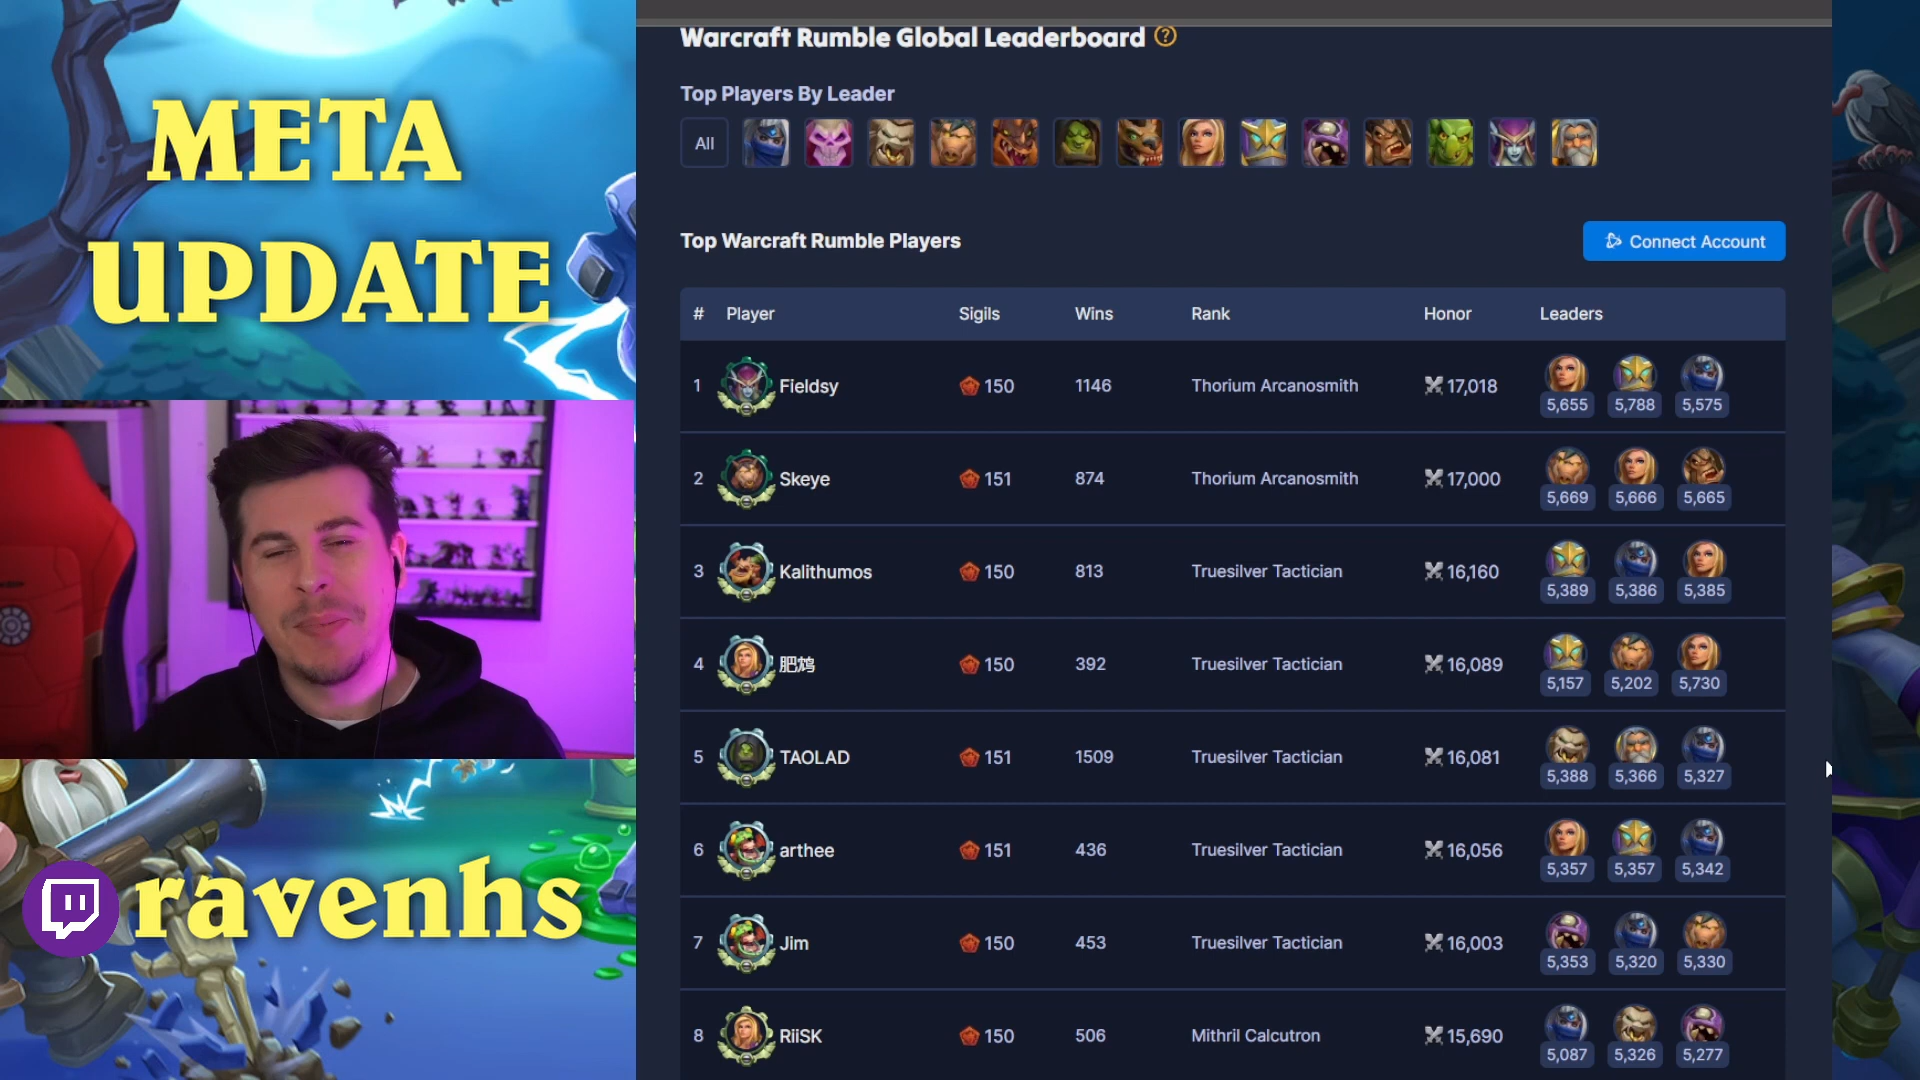 META
UPDATE
ravenhs
Warcraft Rumble Global Leaderboard ?
Top Players By Leader
All
Top Warcraft Rumble Players
Connect Account
# Player Sigils Wins Rank Honor Leaders
1 Fieldsy 150 1146 Thorium Arcanosmith 17,018 5,655 5,788 5,575
2 Skeye 151 874 Thorium Arcanosmith 17,000 5,669 5,666 5,665
3 Kalithumos 150 813 Truesilver Tactician 16,160 5,389 5,386 5,385
4 肥鸩 150 392 Truesilver Tactician 16,089 5,157 5,202 5,730
5 TAOLAD 151 1509 Truesilver Tactician 16,081 5,388 5,366 5,327
6 arthee 151 436 Truesilver Tactician 16,056 5,357 5,357 5,342
7 Jim 150 453 Truesilver Tactician 16,003 5,353 5,320 5,330
8 RiiSK 150 506 Mithril Calcutron 15,690 5,087 5,326 5,277